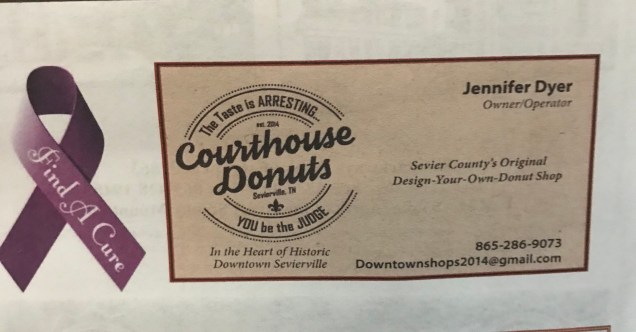 Find A Cure
The Taste is ARRESTING...
EST. 2014
Courthouse
Donuts
Sevierville, TN
YOU be the JUDGE
In the Heart of Historic
Downtown Sevierville
Jennifer Dyer
Owner/Operator
Sevier County's Original
Design-Your-Own-Donut Shop
865-286-9073
Downtownshops2014@gmail.com